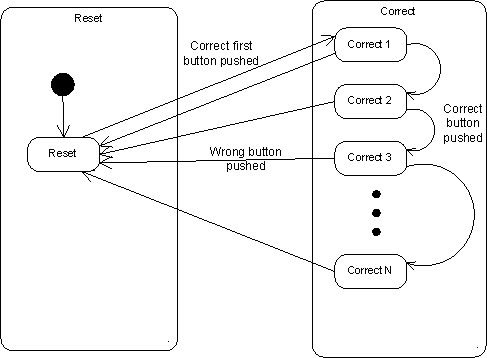 Reset
Correct
Correct first
button pushed
Correct 1
Correct 2
Correct
button
pushed
Reset
Wrong button
pushed
Correct 3
Correct N